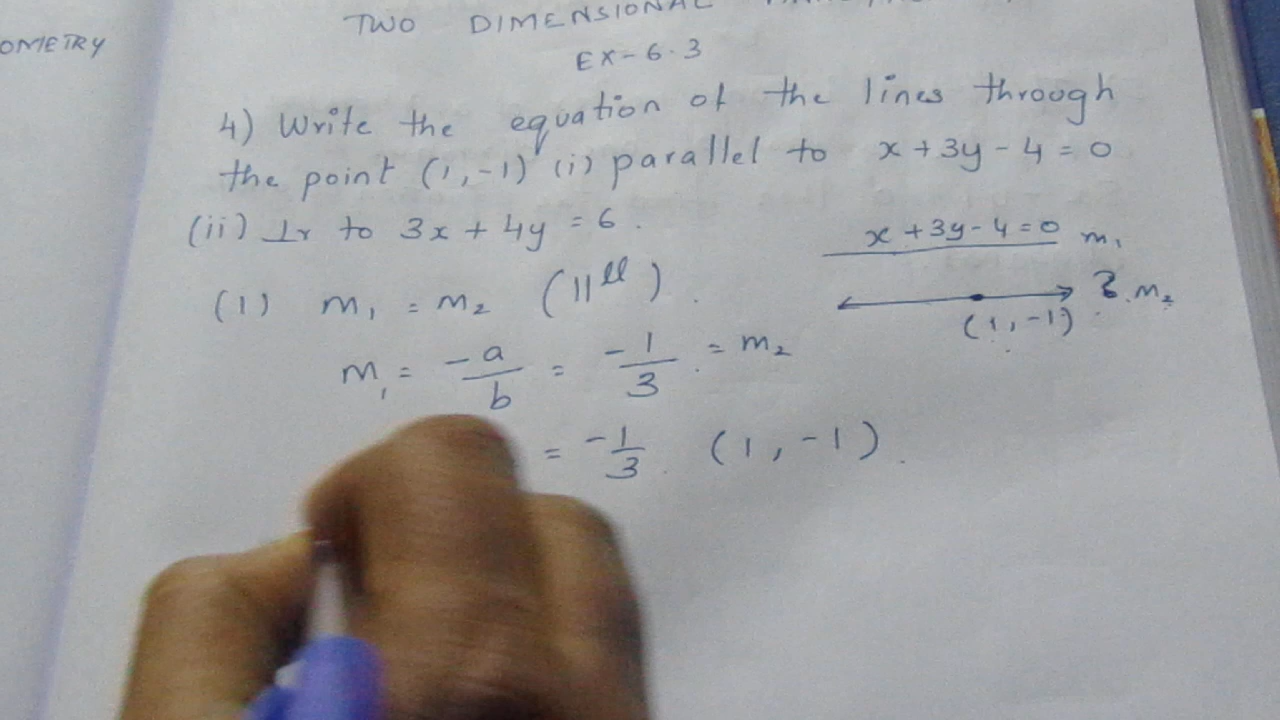 OMETRY
TWO DIMENSIONAL
EX-6.3
4) Write the equation of the lines through
the point (1,-1) (i) parallel to x+3y-4=0
(ii) ⊥r to 3x+4y=6.
x+3y-4=0 m₁
(1) m₁ = m₂ (||ˡˡ).
?.m₂
(1,-1)
m₁ = -a/b = -1/3. = m₂
= -1/3. (1,-1).